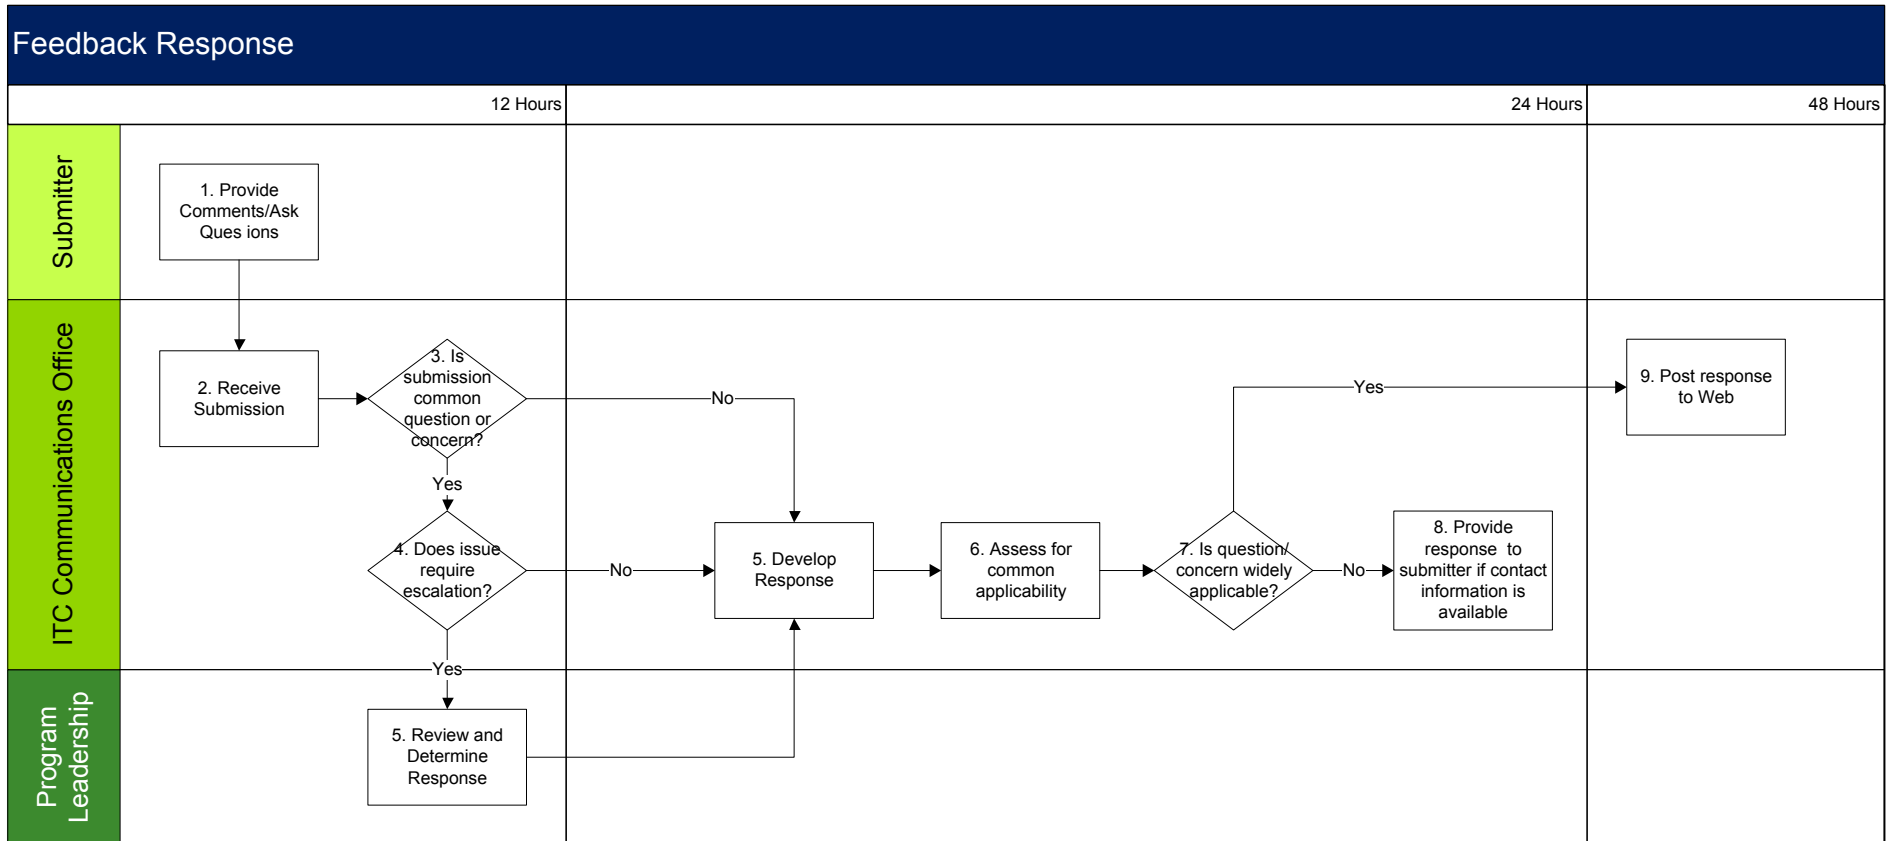 Feedback Response
12 Hours
24 Hours
48 Hours
Submitter
1. Provide
Comments/Ask
Ques ions
ITC Communications Office
2. Receive
Submission
3. Is
submission
common
question or
concern?
No
Yes
4. Does issue
require
escalation?
No
5. Develop
Response
6. Assess for
common
applicability
7. Is question/
concern widely
applicable?
Yes
No
8. Provide
response to
submitter if contact
information is
available
9. Post response
to Web
Yes
Program
Leadership
5. Review and
Determine
Response